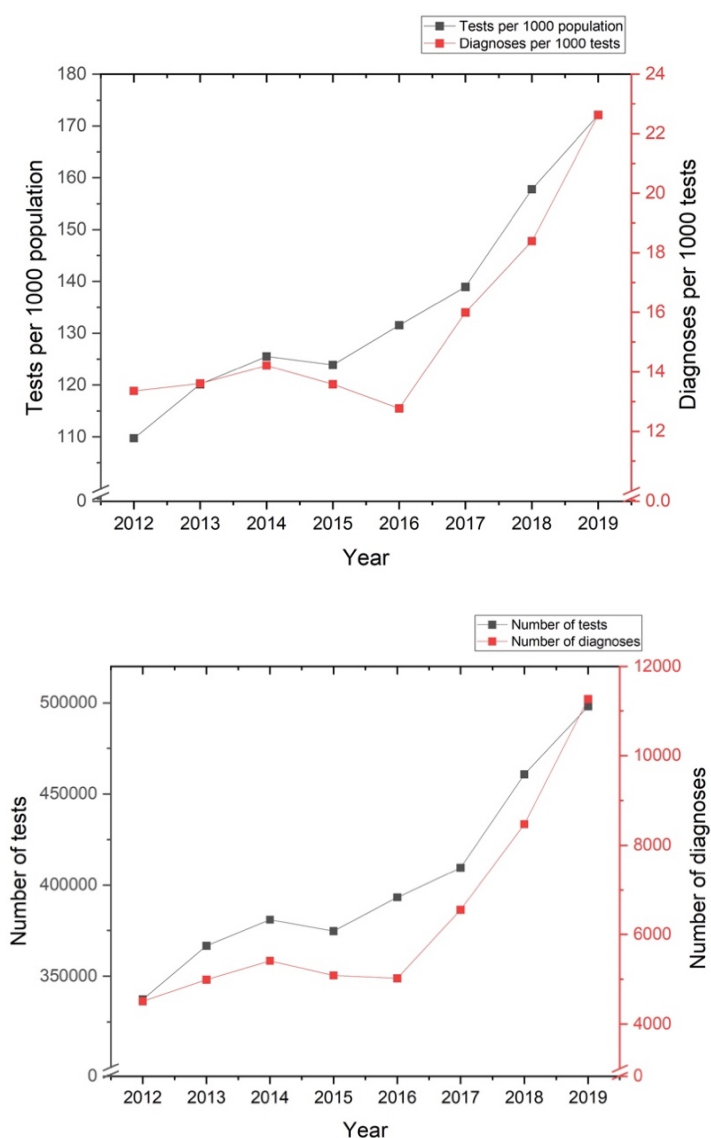 Tests per 1000 population
Diagnoses per 1000 tests
180
170
160
150
140
130
120
110
0
24
22
20
18
16
14
12
0.0
Tests per 1000 population
Diagnoses per 1000 tests
2012 2013 2014 2015 2016 2017 2018 2019
Year
Number of tests
Number of diagnoses
500000
450000
400000
350000
0
12000
10000
8000
6000
4000
0
Number of tests
Number of diagnoses
2012 2013 2014 2015 2016 2017 2018 2019
Year